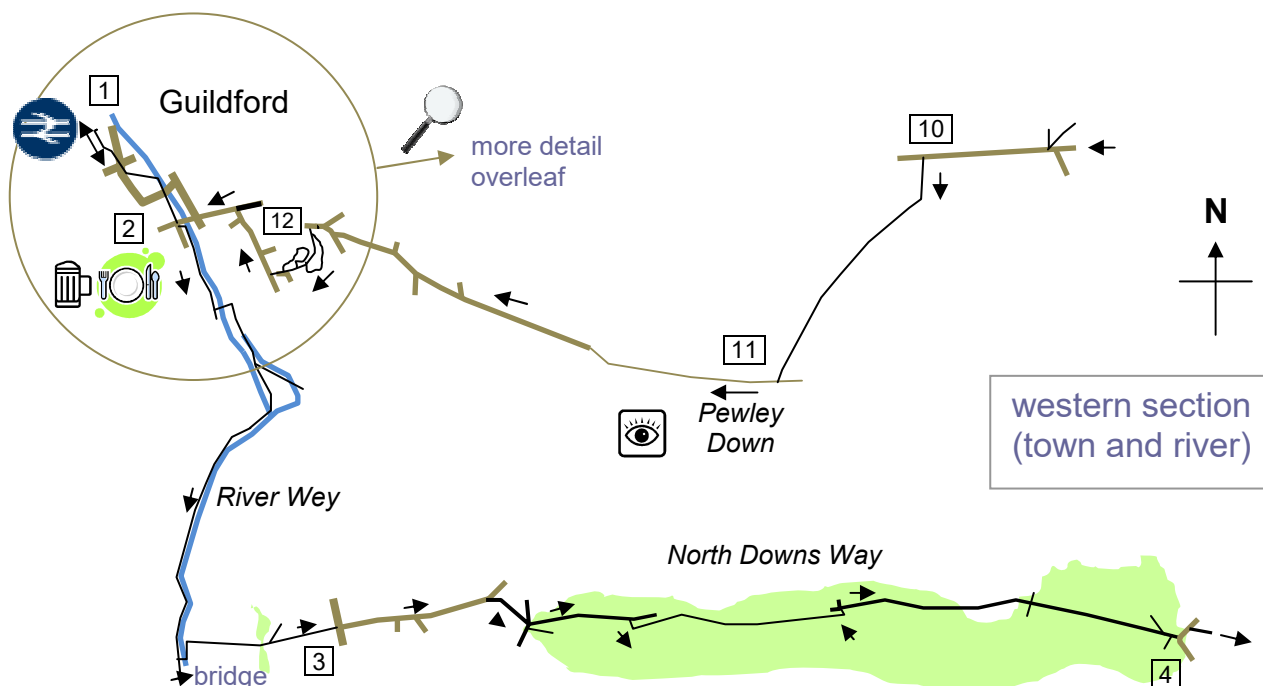 1
Guildford
more detail
overleaf
10
N
2
12
11
Pewley
Down
western section
(town and river)
River Wey
North Downs Way
3
bridge
4